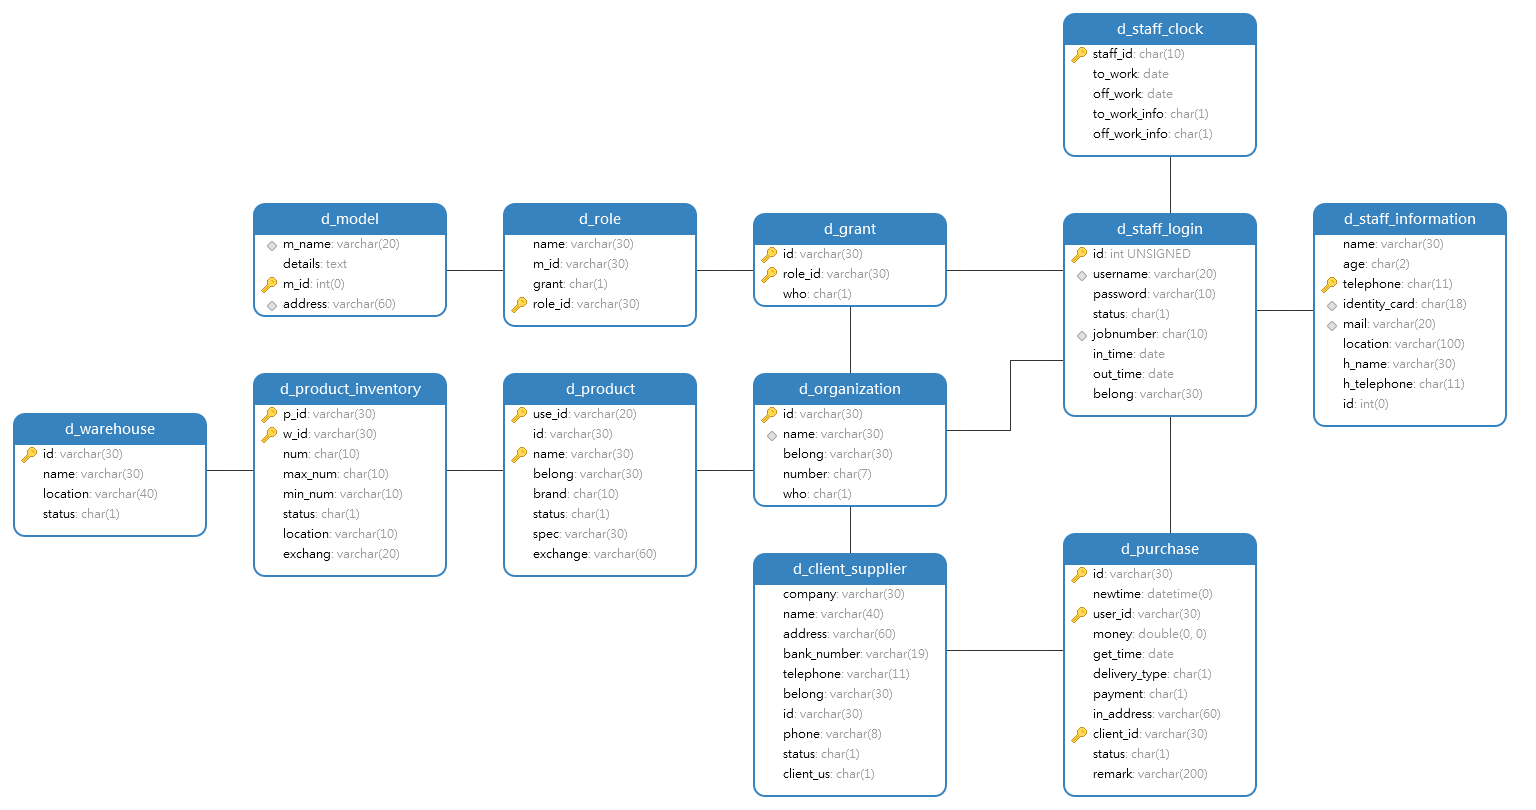 d_staff_clock
staff_id: char(10)
to_work: date
off_work: date
to_work_info: char(1)
off_work_info: char(1)
d_model
m_name: varchar(20)
details: text
m_id: int(0)
address: varchar(60)
d_role
name: varchar(30)
m_id: varchar(30)
grant: char(1)
role_id: varchar(30)
d_grant
id: varchar(30)
role_id: varchar(30)
who: char(1)
d_staff_login
id: int UNSIGNED
username: varchar(20)
password: varchar(10)
status: char(1)
jobnumber: char(10)
in_time: date
out_time: date
belong: varchar(30)
d_staff_information
name: varchar(30)
age: char(2)
telephone: char(11)
identity_card: char(18)
mail: varchar(20)
location: varchar(100)
h_name: varchar(30)
h_telephone: char(11)
id: int(0)
d_warehouse
id: varchar(30)
name: varchar(30)
location: varchar(40)
status: char(1)
d_product_inventory
p_id: varchar(30)
w_id: varchar(30)
num: char(10)
max_num: char(10)
min_num: varchar(10)
status: char(1)
location: varchar(10)
exchang: varchar(20)
d_product
use_id: varchar(20)
id: varchar(30)
name: varchar(30)
belong: varchar(30)
brand: char(10)
status: char(1)
spec: varchar(30)
exchange: varchar(60)
d_organization
id: varchar(30)
name: varchar(30)
belong: varchar(30)
number: char(7)
who: char(1)
d_client_supplier
company: varchar(30)
name: varchar(40)
address: varchar(60)
bank_number: varchar(19)
telephone: varchar(11)
belong: varchar(30)
id: varchar(30)
phone: varchar(8)
status: char(1)
client_us: char(1)
d_purchase
id: varchar(30)
newtime: datetime(0)
user_id: varchar(30)
money: double(0, 0)
get_time: date
delivery_type: char(1)
payment: char(1)
in_address: varchar(60)
client_id: varchar(30)
status: char(1)
remark: varchar(200)